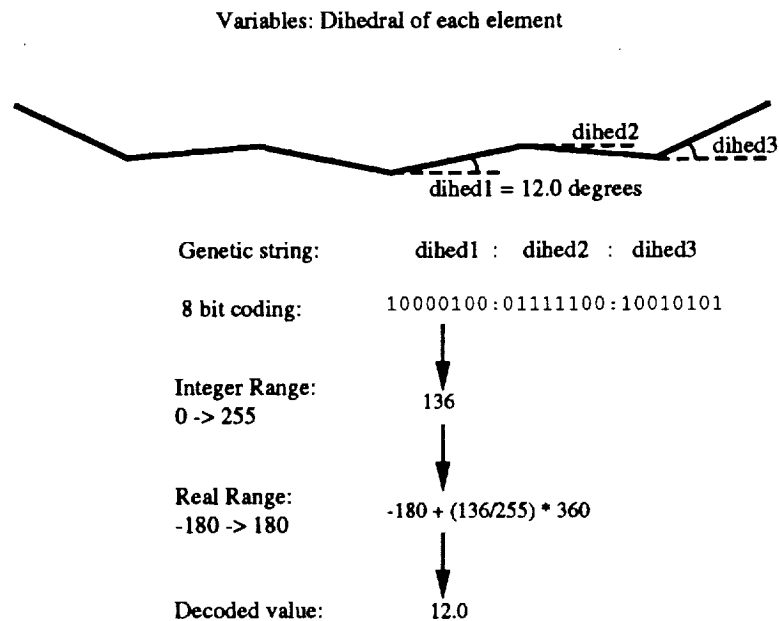 Variables: Dihedral of each element
dihed2
dihed3
dihed1 = 12.0 degrees
Genetic string: dihed1 : dihed2 : dihed3
8 bit coding: 10000100:01111100:10010101
Integer Range:
0 -> 255
136
Real Range:
-180 -> 180
-180 + (136/255) * 360
Decoded value: 12.0